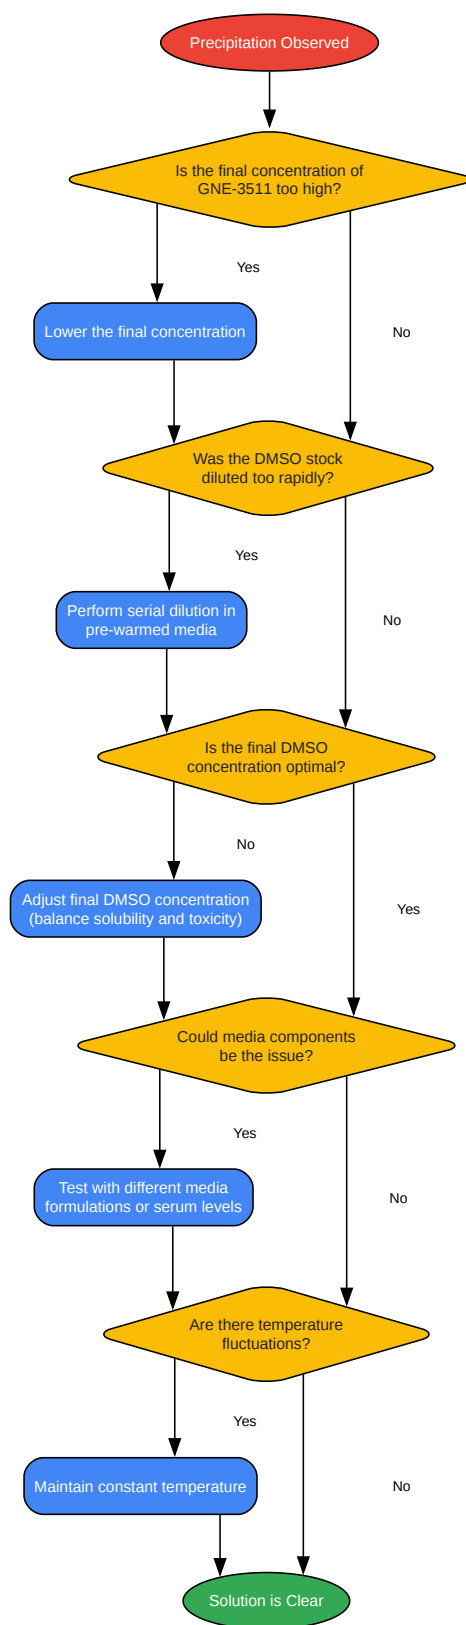 Precipitation Observed
Is the final concentration of
GNE-3511 too high?
Yes
No
Lower the final concentration
Was the DMSO stock
diluted too rapidly?
Yes
No
Perform serial dilution in
pre-warmed media
Is the final DMSO
concentration optimal?
No
Yes
Adjust final DMSO concentration
(balance solubility and toxicity)
Could media components
be the issue?
Yes
No
Test with different media
formulations or serum levels
Are there temperature
fluctuations?
Yes
No
Maintain constant temperature
Solution is Clear